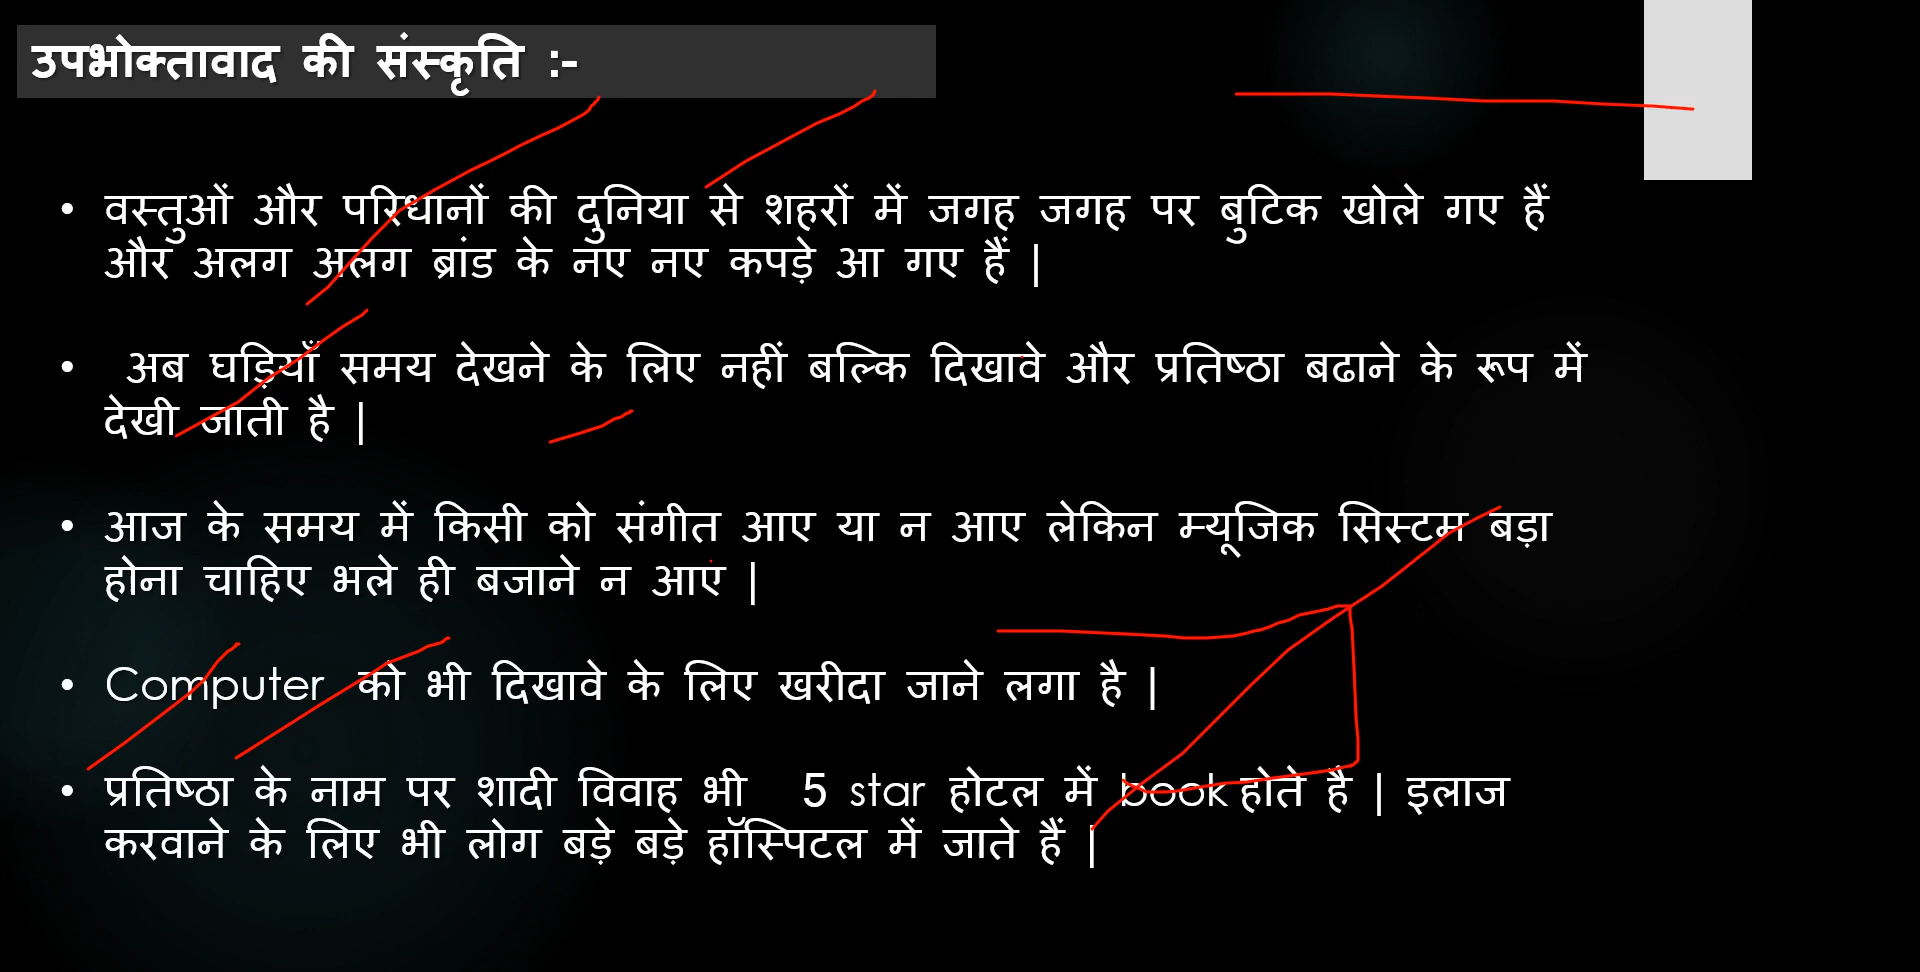 उपभोक्तावाद की संस्कृति :-
• वस्तुओं और परिधानों की दुनिया से शहरों में जगह जगह पर बुटिक खोले गए हैं
और अलग अलग ब्रांड के नए नए कपड़े आ गए हैं |
• अब घड़ियाँ समय देखने के लिए नहीं बल्कि दिखावे और प्रतिष्ठा बढाने के रूप में
देखी जाती है |
• आज के समय में किसी को संगीत आए या न आए लेकिन म्यूजिक सिस्टम बड़ा
होना चाहिए भले ही बजाने न आए |
• Computer को भी दिखावे के लिए खरीदा जाने लगा है |
• प्रतिष्ठा के नाम पर शादी विवाह भी 5 star होटल में book होते है | इलाज
करवाने के लिए भी लोग बड़े बड़े हॉस्पिटल में जाते हैं |